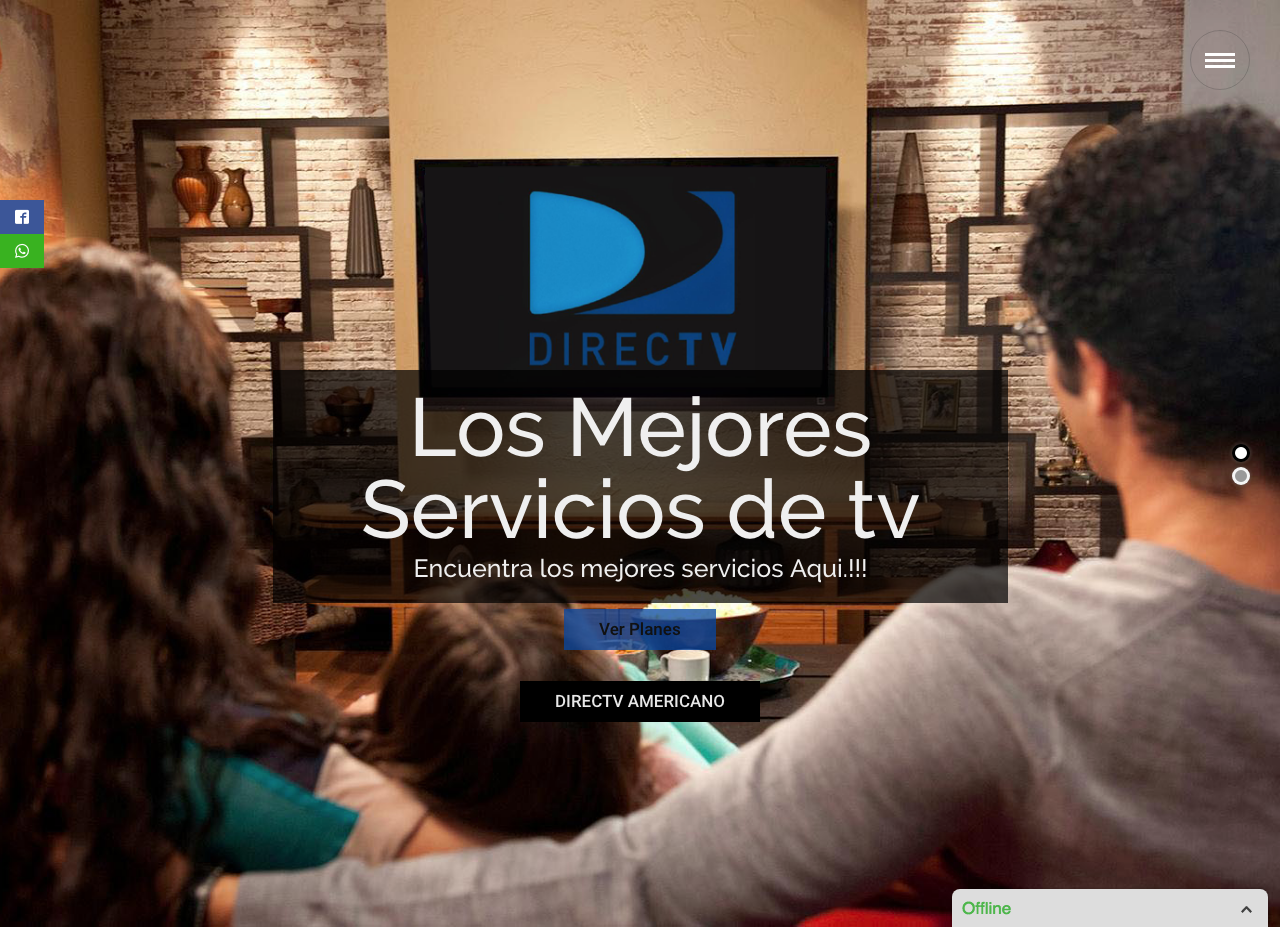 DIRECTV
Los Mejores
Servicios de tv
Encuentra los mejores servicios Aqui.!!!
Ver Planes
DIRECTV AMERICANO
Offline